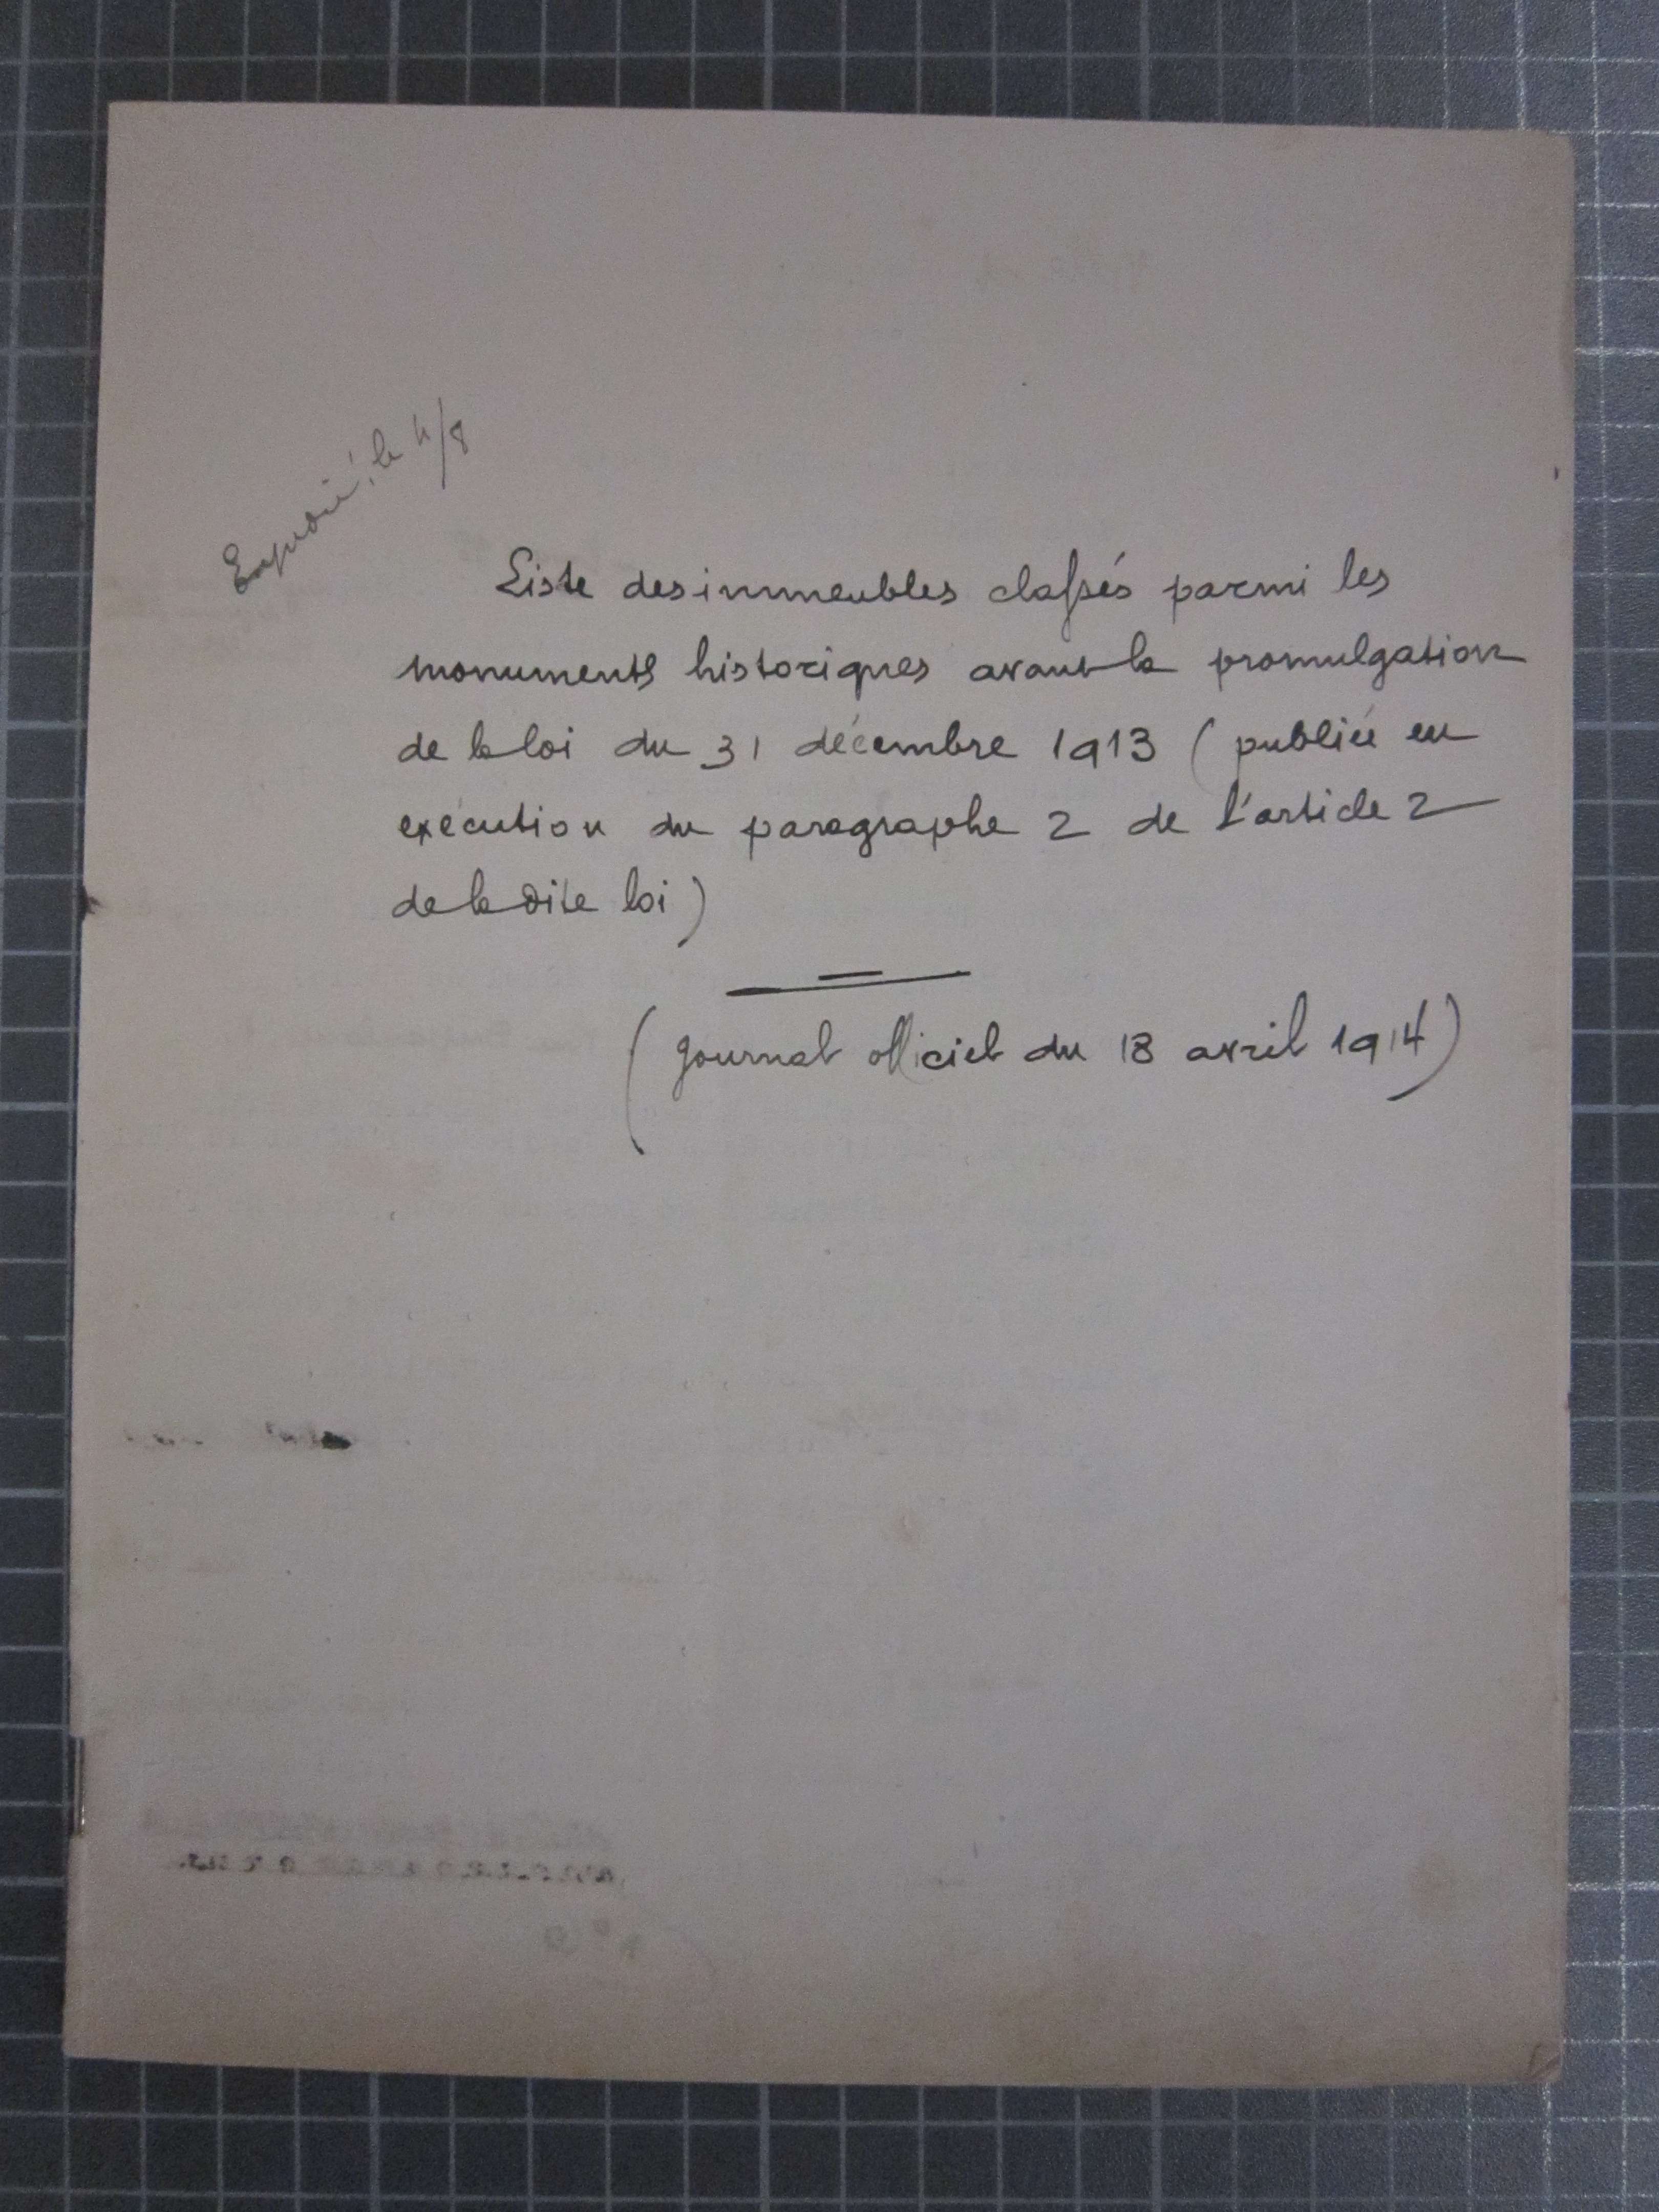 le 4/8
Liste des immeubles classés parmi les
monuments historiques avant la promulgation
de la loi du 31 décembre 1913 ( publiée en
exécution du paragraphe 2 de l'article 2
de la dite loi )
( Journal officiel du 18 avril 1914 )